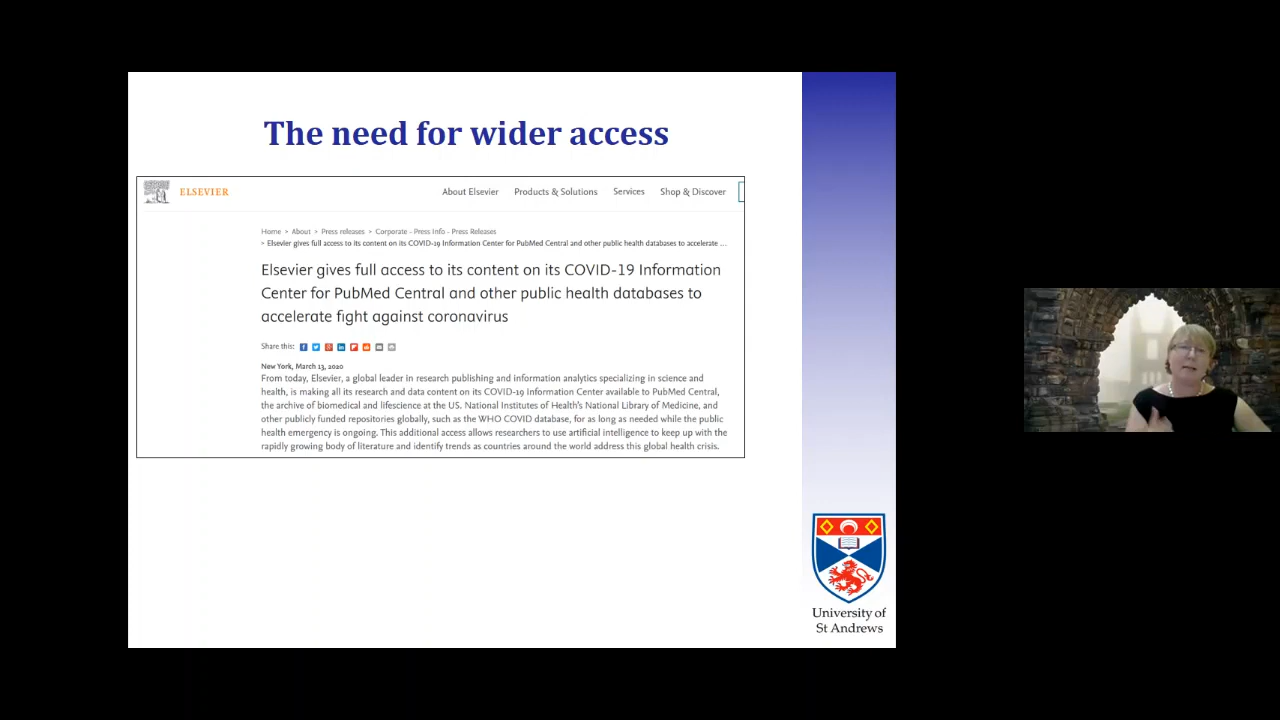 The need for wider access
ELSEVIER
About Elsevier Products & Solutions Services Shop & Discover
Home > About > Press releases > Corporate - Press Info - Press Releases
> Elsevier gives full access to its content on its COVID-19 Information Center for PubMed Central and other public health databases to accelerate ...
Elsevier gives full access to its content on its COVID-19 Information
Center for PubMed Central and other public health databases to
accelerate fight against coronavirus
Share this:
New York, March 13, 2020
From today, Elsevier, a global leader in research publishing and information analytics specializing in science and
health, is making all its research and data content on its COVID-19 Information Center available to PubMed Central,
the archive of biomedical and lifescience at the US. National Institutes of Health's National Library of Medicine, and
other publicly funded repositories globally, such as the WHO COVID database, for as long as needed while the public
health emergency is ongoing. This additional access allows researchers to use artificial intelligence to keep up with the
rapidly growing body of literature and identify trends as countries around the world address this global health crisis.
University of
St Andrews